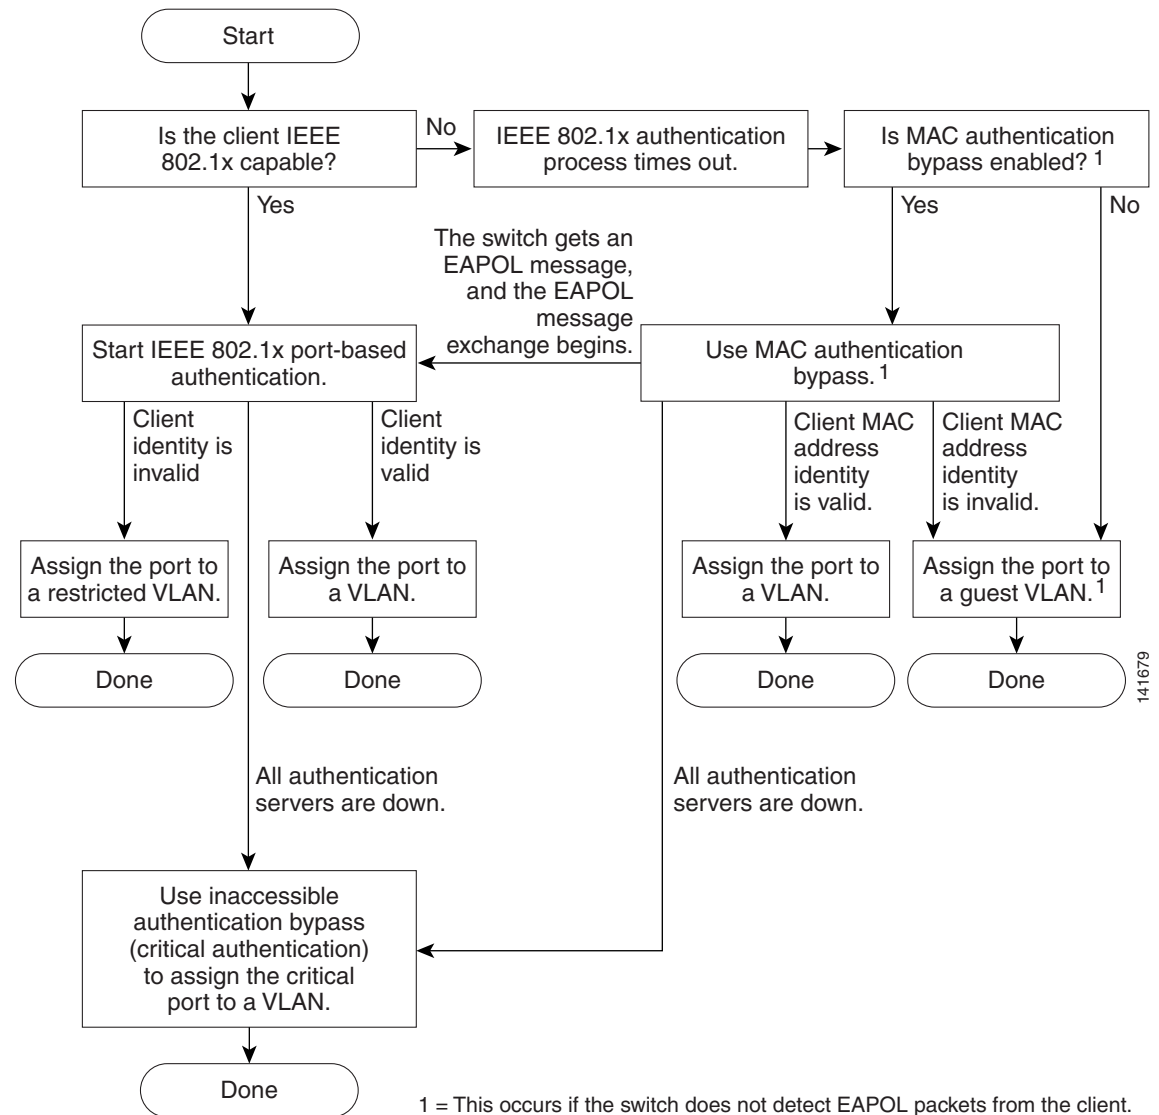 Start
Is the client IEEE
802.1x capable?
No
IEEE 802.1x authentication
process times out.
Is MAC authentication
bypass enabled? 1
Yes
Yes
No
The switch gets an
EAPOL message,
and the EAPOL
message
exchange begins.
Start IEEE 802.1x port-based
authentication.
Use MAC authentication
bypass. 1
Client
identity is
invalid
Client
identity is
valid
Client MAC
address
identity
is valid.
Client MAC
address
identity
is invalid.
Assign the port to
a restricted VLAN.
Assign the port to
a VLAN.
Assign the port to
a VLAN.
Assign the port to
a guest VLAN. 1
Done
Done
Done
Done
141679
All authentication
servers are down.
All authentication
servers are down.
Use inaccessible
authentication bypass
(critical authentication)
to assign the critical
port to a VLAN.
Done
1 = This occurs if the switch does not detect EAPOL packets from the client.